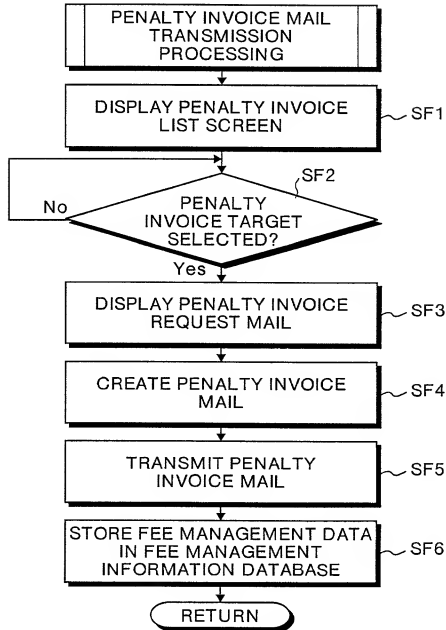 PENALTY INVOICE MAIL
TRANSMISSION
PROCESSING
DISPLAY PENALTY INVOICE
LIST SCREEN
SF1
SF2
No
PENALTY
INVOICE TARGET
SELECTED?
Yes
DISPLAY PENALTY INVOICE
REQUEST MAIL
SF3
CREATE PENALTY INVOICE
MAIL
SF4
TRANSMIT PENALTY
INVOICE MAIL
SF5
STORE FEE MANAGEMENT DATA
IN FEE MANAGEMENT
INFORMATION DATABASE
SF6
RETURN